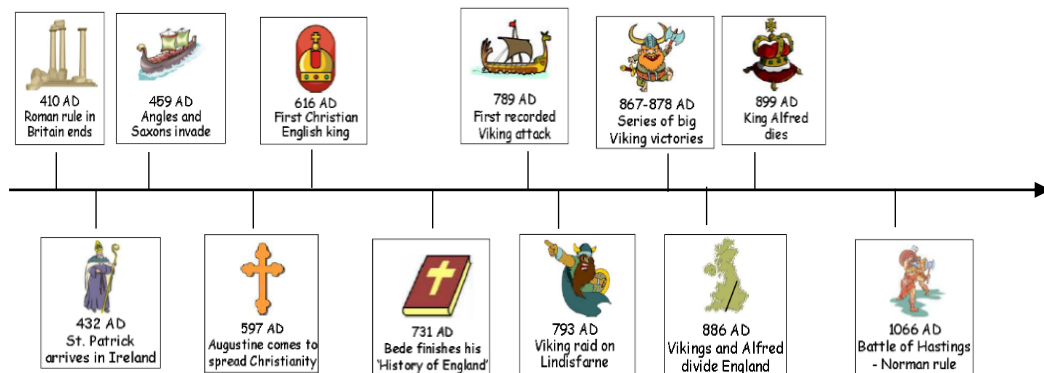 410 AD
Roman rule in
Britain ends
459 AD
Angles and
Saxons invade
616 AD
First Christian
English king
789 AD
First recorded
Viking attack
867-878 AD
Series of big
Viking victories
899 AD
King Alfred
dies
432 AD
St. Patrick
arrives in Ireland
597 AD
Augustine comes to
spread Christianity
731 AD
Bede finishes his
'History of England'
793 AD
Viking raid on
Lindisfarne
886 AD
Vikings and Alfred
divide England
1066 AD
Battle of Hastings
- Norman rule